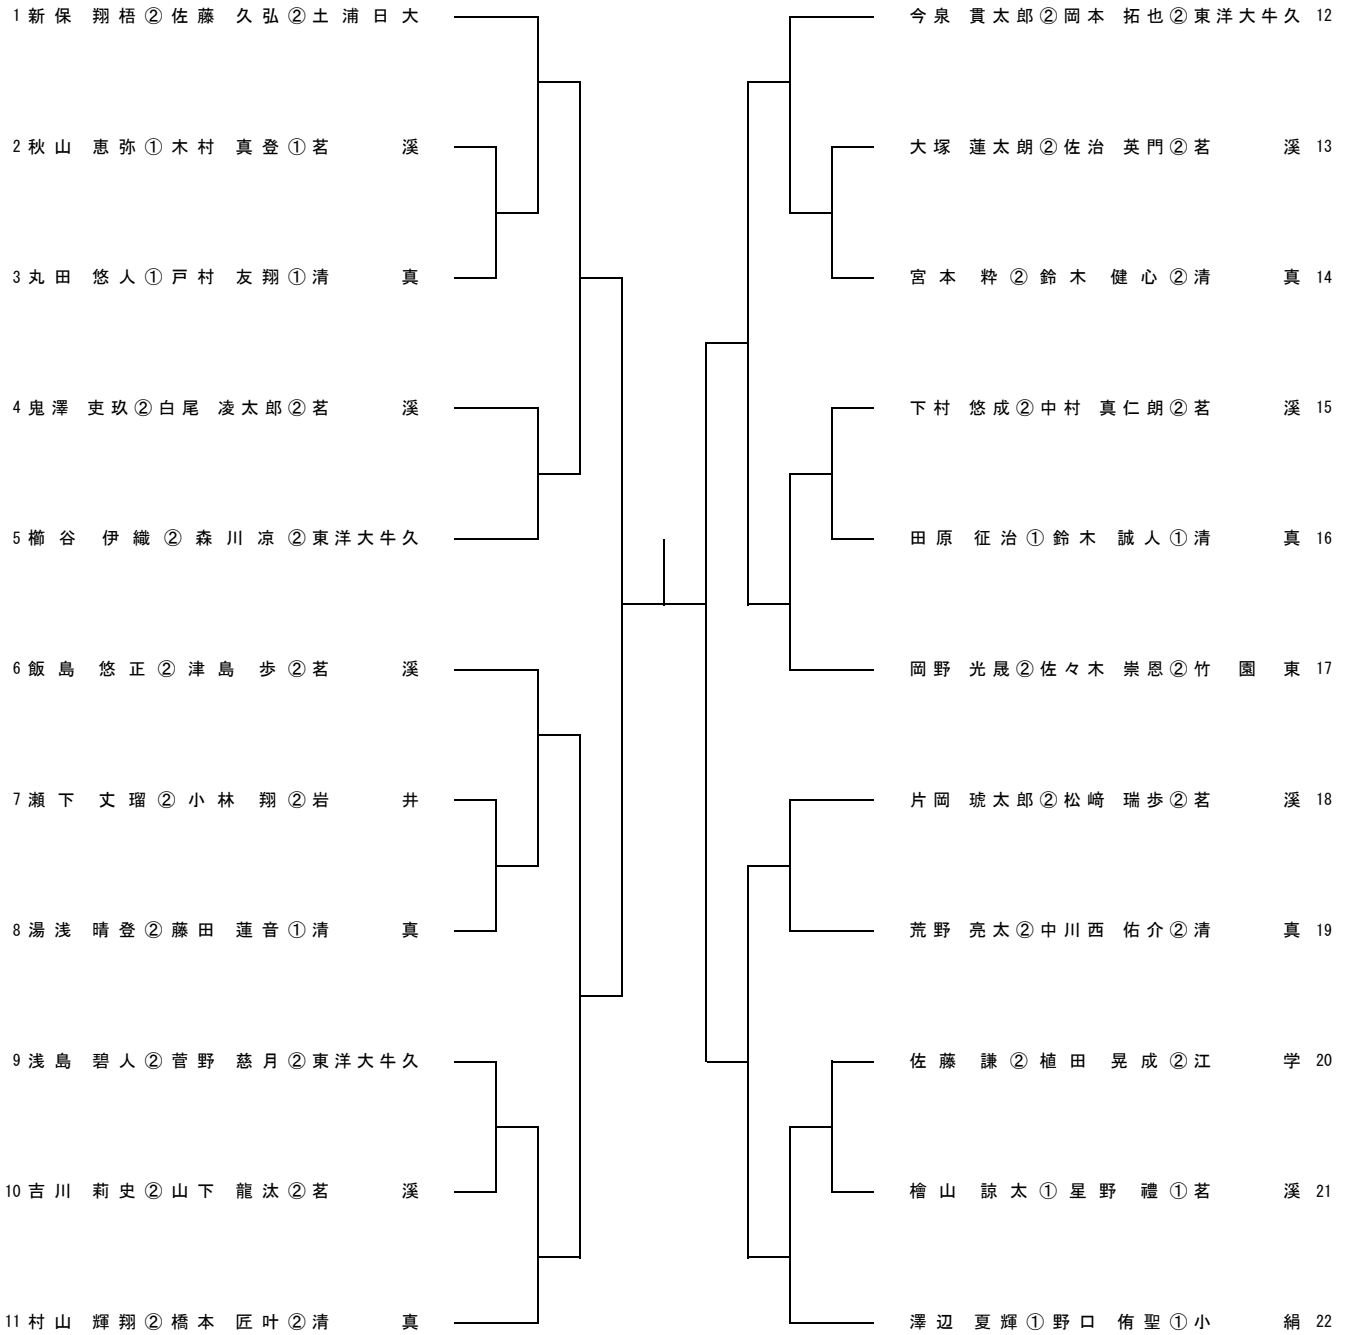 1 新保 翔梧② 佐藤 久弘② 土浦日大
2 秋山 恵弥① 木村 真登① 茗溪
3 丸田 悠人① 戸村 友翔① 清真
4 鬼澤 吏玖② 白尾 凌太郎② 茗溪
5 櫛谷 伊織② 森川凉② 東洋大牛久
6 飯島 悠正② 津島 歩② 茗溪
7 瀬下 丈瑠② 小林 翔② 岩井
8 湯浅 晴登② 藤田 蓮音① 清真
9 浅島 碧人② 菅野 慈月② 東洋大牛久
10 吉川 莉史② 山下 龍汰② 茗溪
11 村山 輝翔② 橋本 匠叶② 清真
今泉 貫太郎② 岡本 拓也② 東洋大牛久 12
大塚 蓮太朗② 佐治 英門② 茗溪 13
宮本 粋② 鈴木 健心② 清真 14
下村 悠成② 中村 真仁朗② 茗溪 15
田原 征治① 鈴木 誠人① 清真 16
岡野 光晟② 佐々木 崇恩② 竹園東 17
片岡 琥太郎② 松﨑 瑞歩② 茗溪 18
荒野 亮太② 中川西 佑介② 清真 19
佐藤 謙② 植田 晃成② 江学 20
檜山 諒太① 星野 禮① 茗溪 21
澤辺 夏輝① 野口 侑聖① 小絹 22